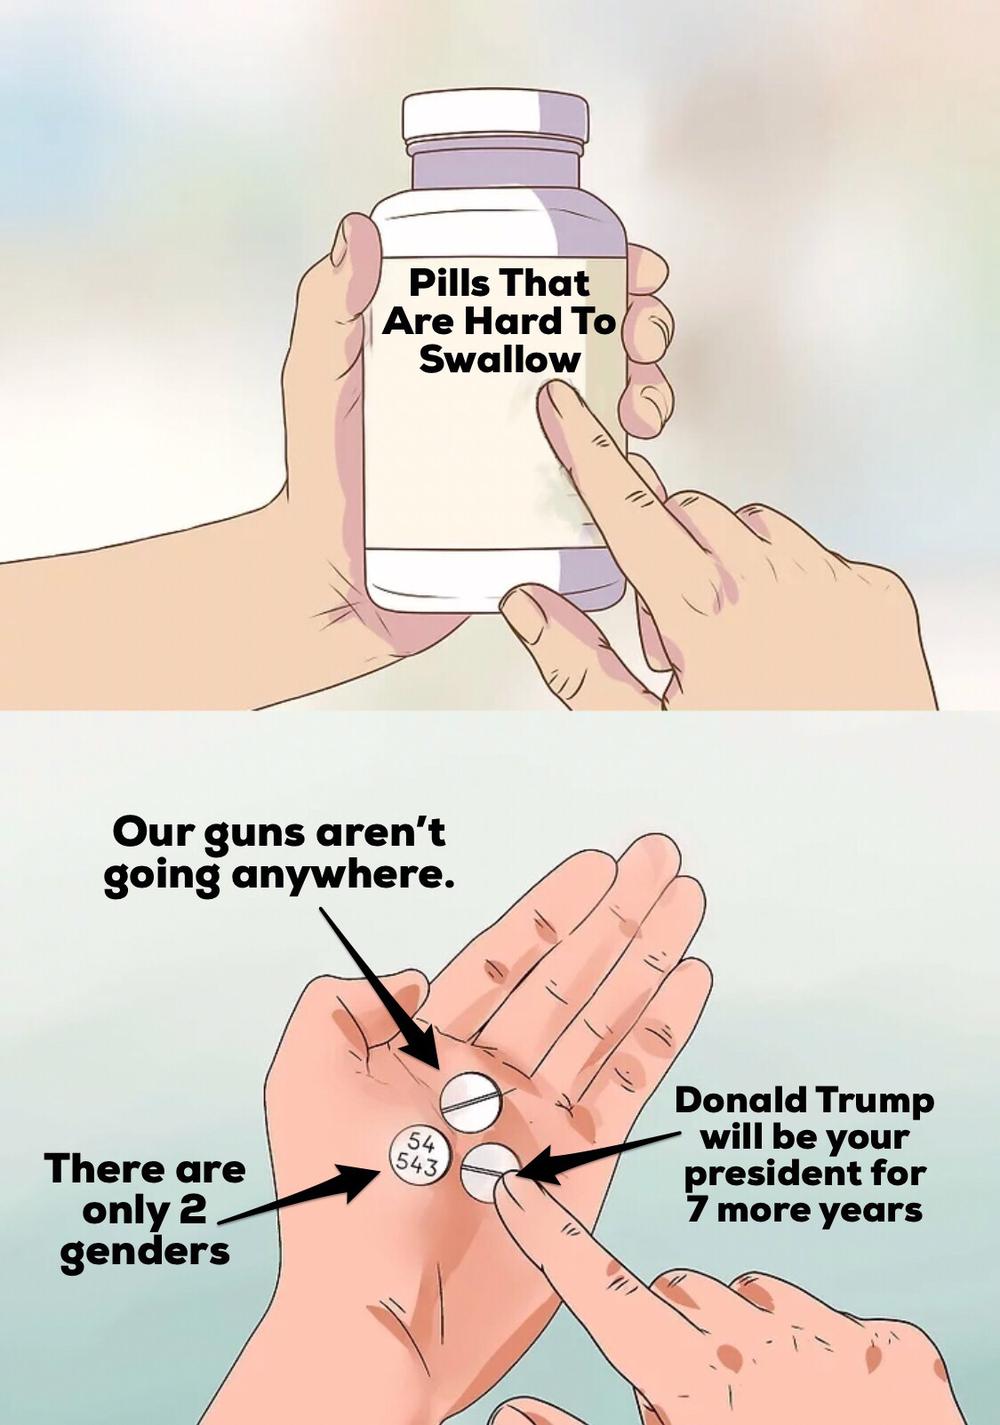 Pills That
Are Hard To
Swallow
Our guns aren't
going anywhere.
54
543
There are
only 2
genders
Donald Trump
will be your
president for
7 more years